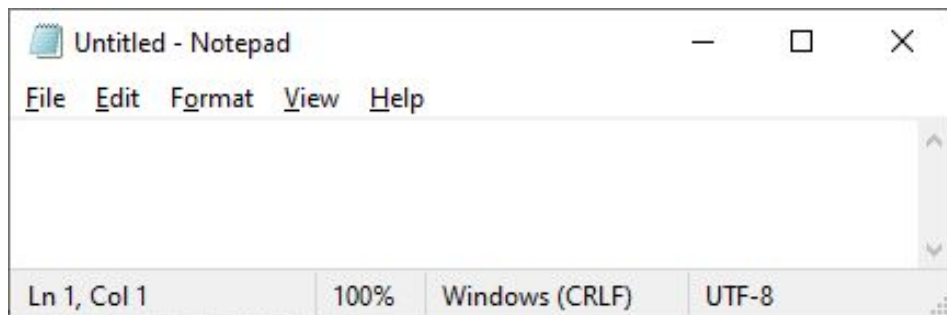 Untitled - Notepad
File Edit Format View Help
Ln 1, Col 1 100% Windows (CRLF) UTF-8